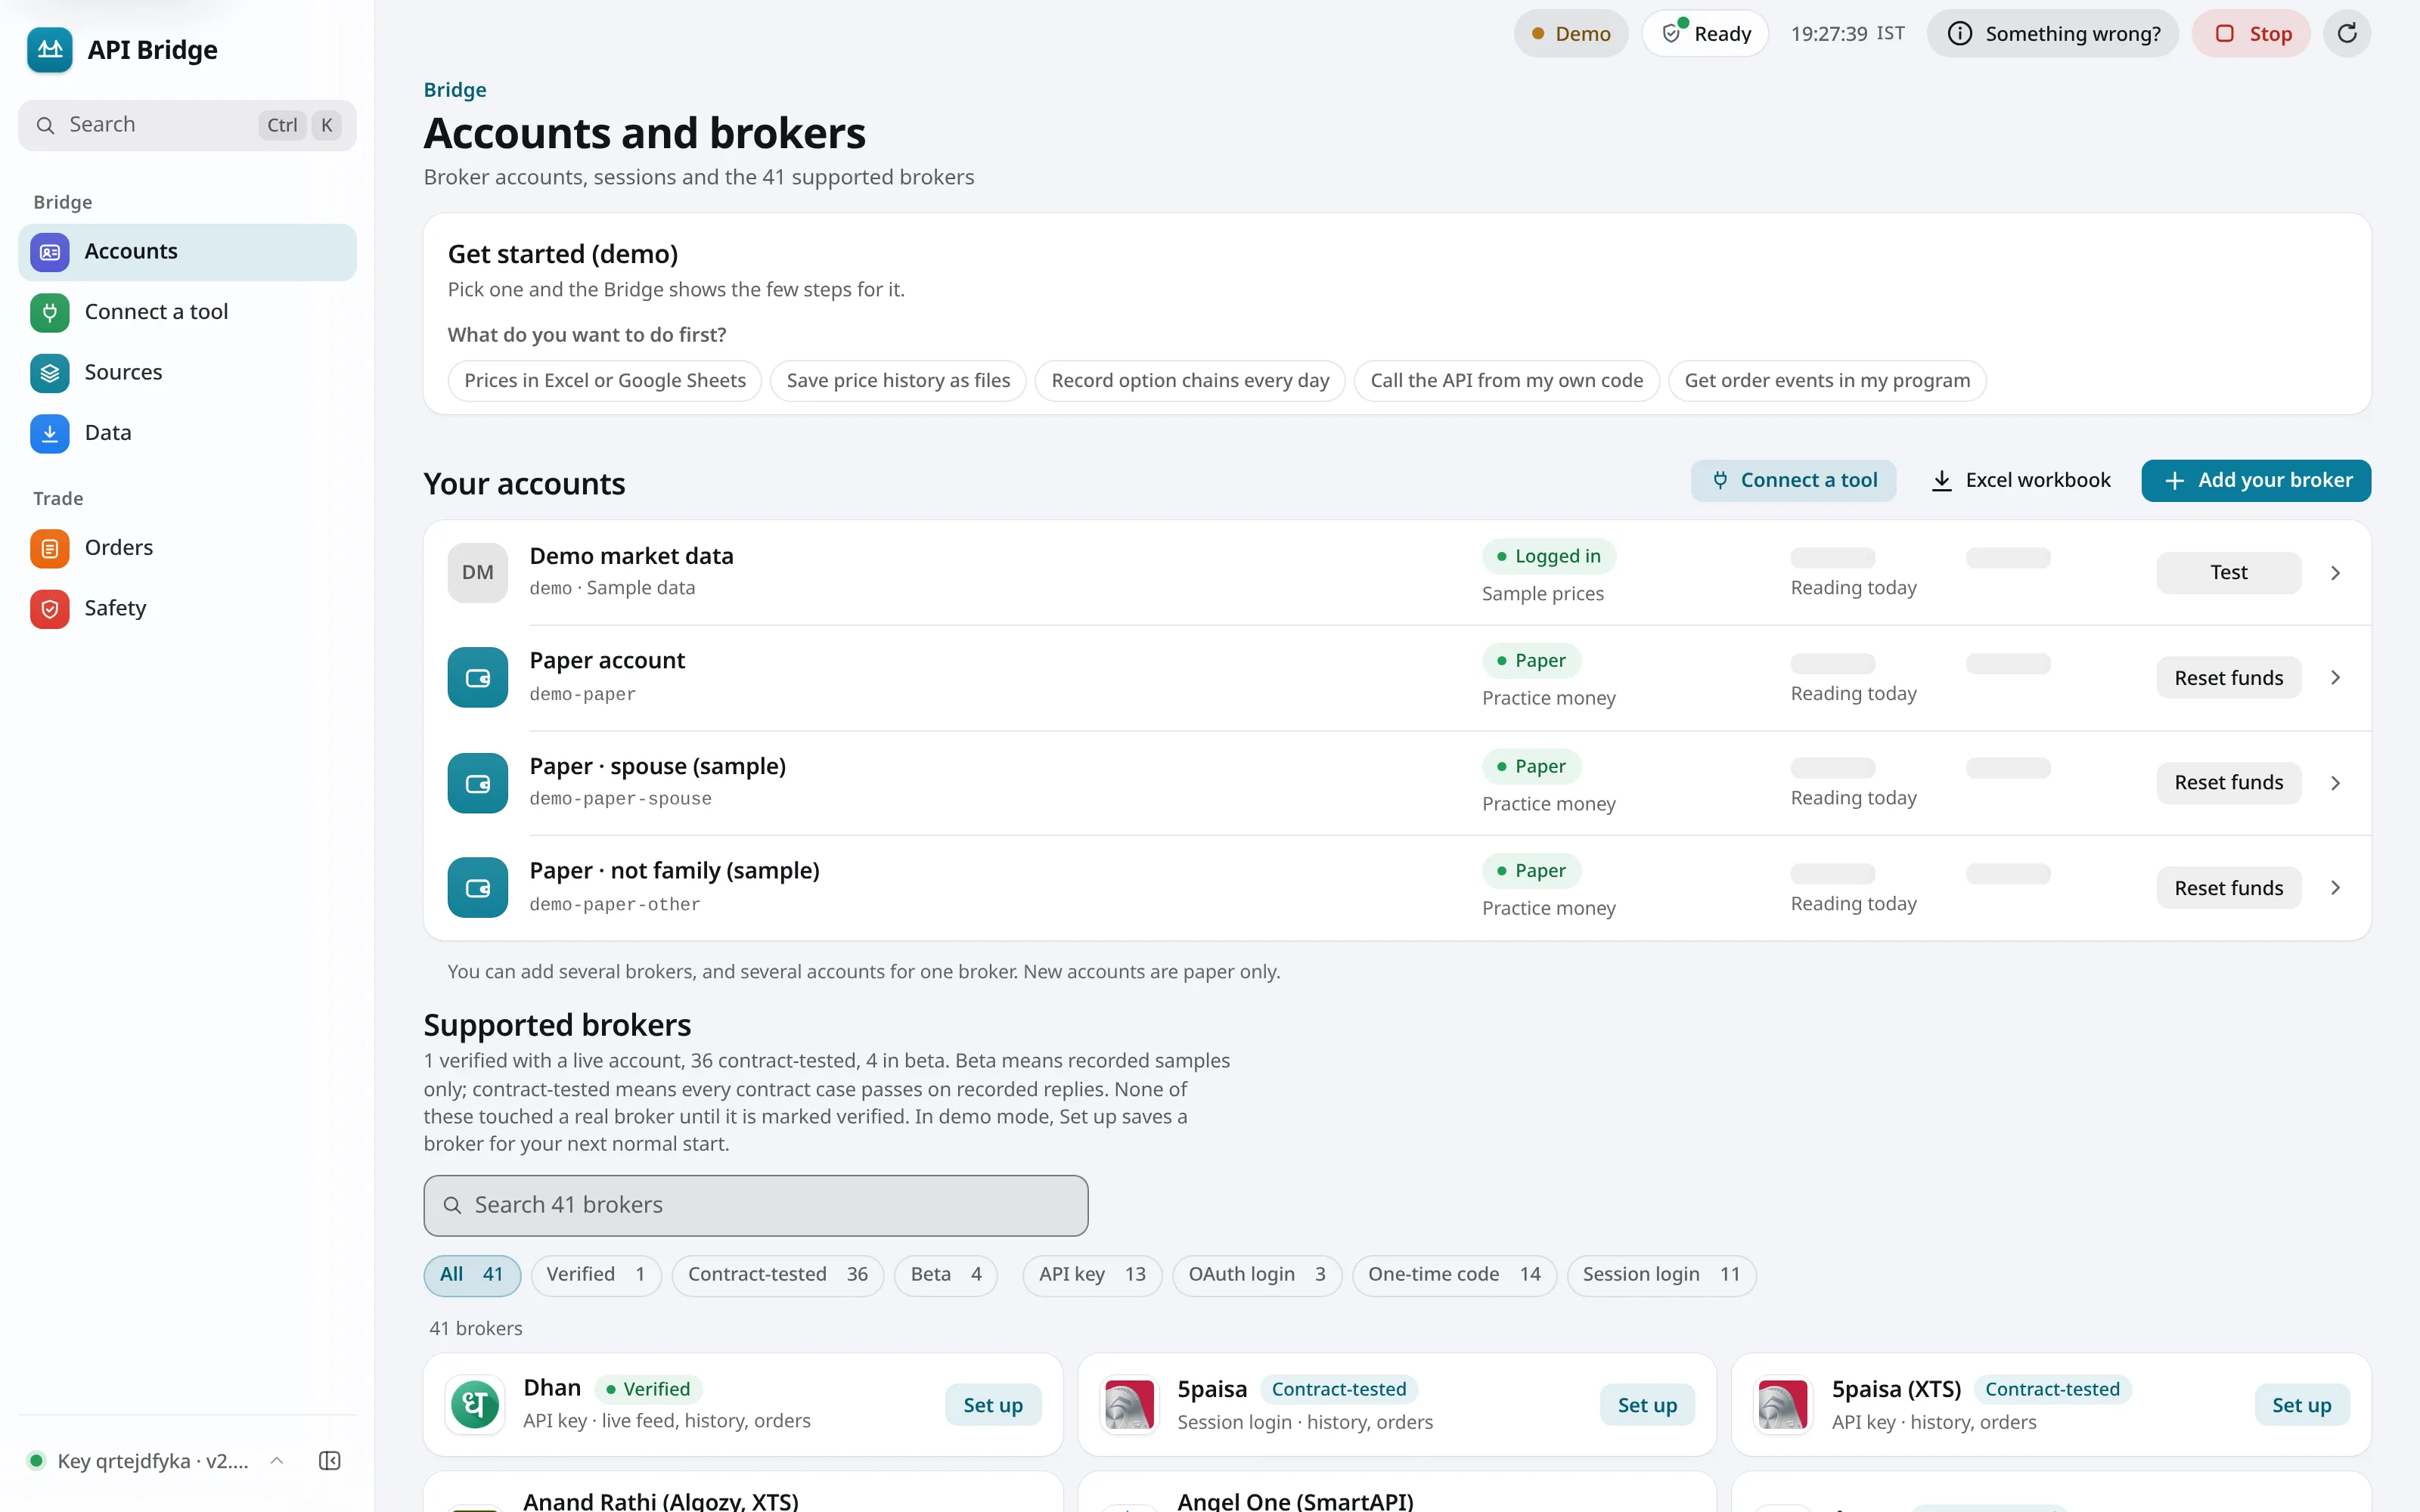 API Bridge
Search Ctrl K
Bridge
Accounts
Connect a tool
Sources
Data
Trade
Orders
Safety
Key qrtejdfyka · v2....
Demo
Ready
19:27:39 IST
Something wrong?
Stop
Bridge
Accounts and brokers
Broker accounts, sessions and the 41 supported brokers
Get started (demo)
Pick one and the Bridge shows the few steps for it.
What do you want to do first?
Prices in Excel or Google Sheets
Save price history as files
Record option chains every day
Call the API from my own code
Get order events in my program
Your accounts
Connect a tool
Excel workbook
Add your broker
DM
Demo market data
demo · Sample data
Logged in
Sample prices
Reading today
Test
Paper account
demo-paper
Paper
Practice money
Reading today
Reset funds
Paper · spouse (sample)
demo-paper-spouse
Paper
Practice money
Reading today
Reset funds
Paper · not family (sample)
demo-paper-other
Paper
Practice money
Reading today
Reset funds
You can add several brokers, and several accounts for one broker. New accounts are paper only.
Supported brokers
1 verified with a live account, 36 contract-tested, 4 in beta. Beta means recorded samples
only; contract-tested means every contract case passes on recorded replies. None of
these touched a real broker until it is marked verified. In demo mode, Set up saves a
broker for your next normal start.
Search 41 brokers
All 41
Verified 1
Contract-tested 36
Beta 4
API key 13
OAuth login 3
One-time code 14
Session login 11
41 brokers
ध
Dhan
Verified
API key · live feed, history, orders
Set up
5paisa
Contract-tested
Session login · history, orders
Set up
5paisa (XTS)
Contract-tested
API key · history, orders
Set up
Anand Rathi (Algozy, XTS)
Angel One (SmartAPI)